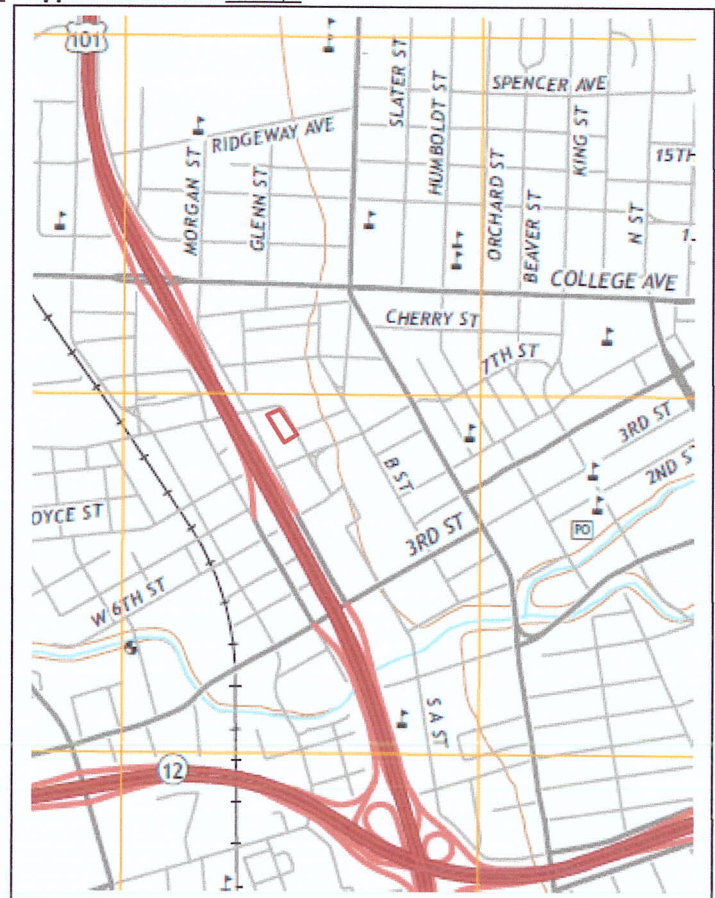 101
SLATER ST
HUMBOLDT ST
SPENCER AVE
KING ST
RIDGEWAY AVE
MORGAN ST
GLENN ST
ORCHARD ST
BEAVER ST
15TH
N ST
COLLEGE AVE
CHERRY ST
7TH ST
3RD ST
2ND ST
B ST
OYCE ST
3RD ST
PO
W 6TH ST
S A ST
12